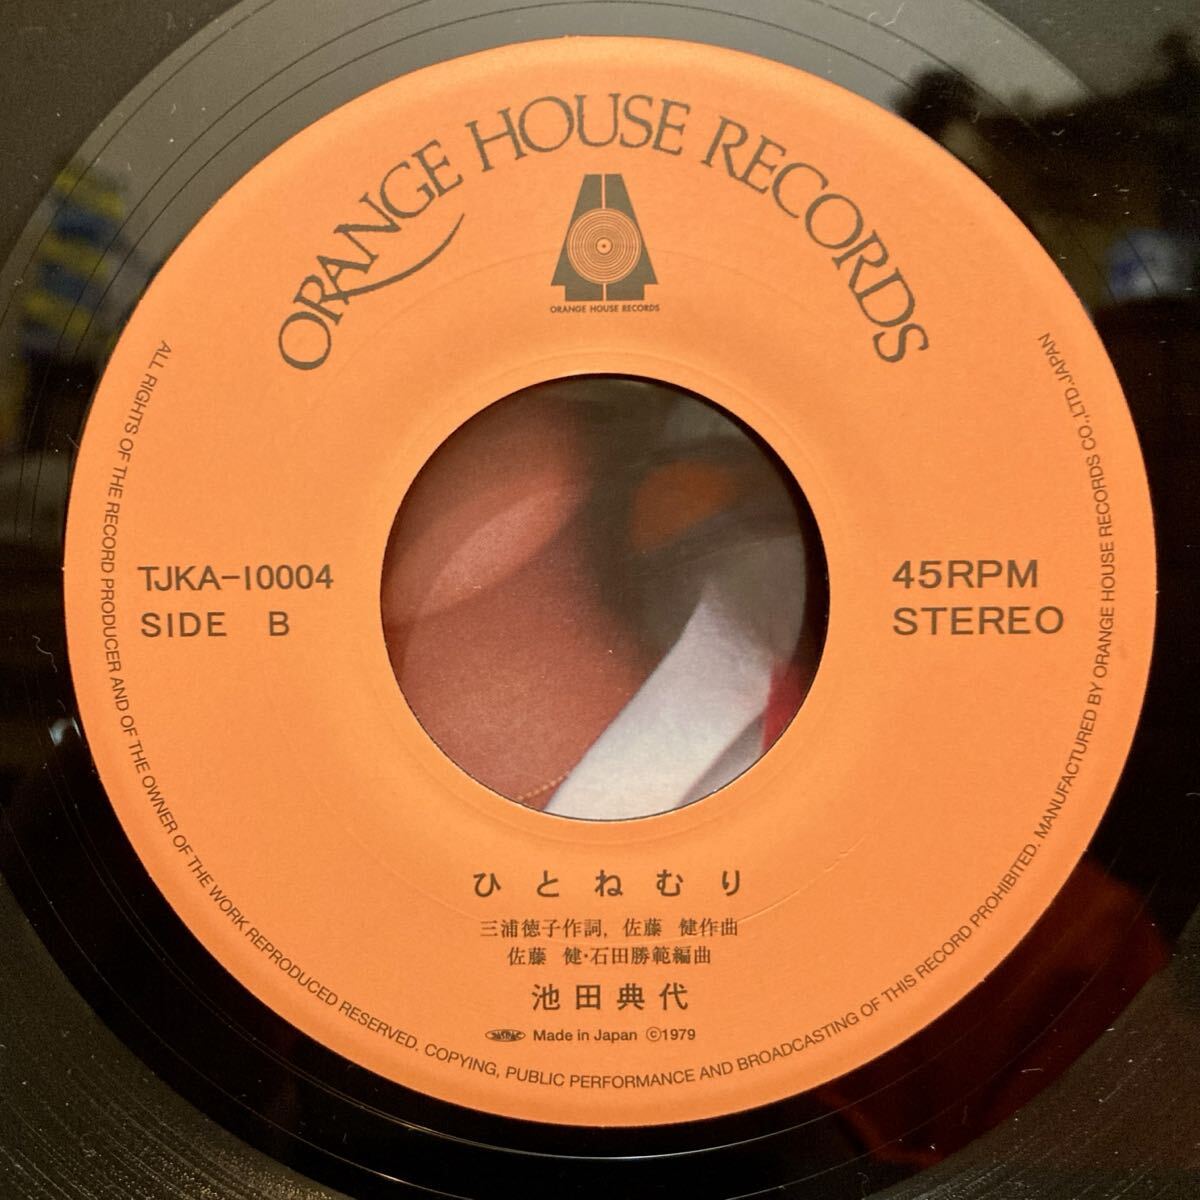 ORANGE HOUSE RECORDS
ORANGE HOUSE RECORDS
TJKA-10004
SIDE B
45RPM
STEREO
ひとねむり
三浦徳子作詞, 佐藤 健作曲
佐藤 健・石田勝範編曲
池田典代
JASRAC Made in Japan ©1979
ALL RIGHTS OF THE RECORD PRODUCER AND OF THE OWNER OF THE WORK REPRODUCED RESERVED. COPYING, PUBLIC PERFORMANCE AND BROADCASTING OF THIS RECORD PROHIBITED. MANUFACTURED BY ORANGE HOUSE RECORDS CO.,LTD.JAPAN